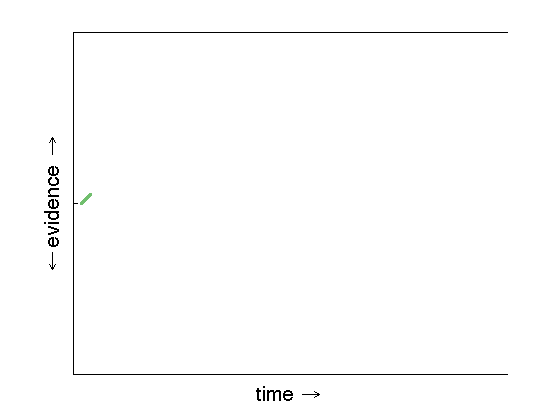 ← evidence →
time →